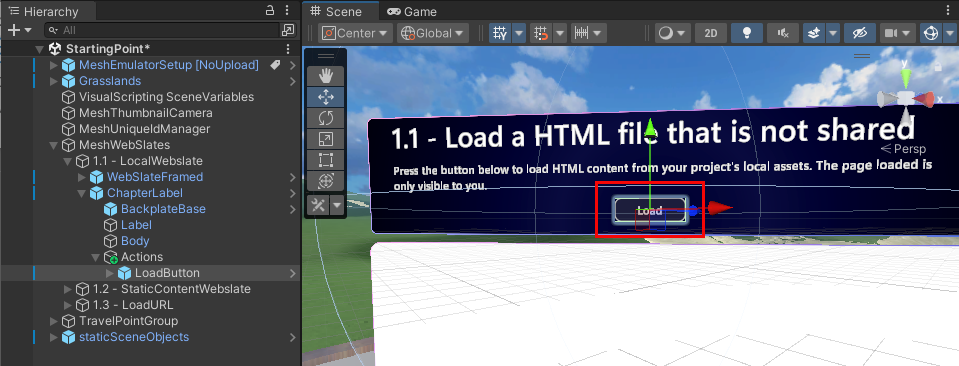 Hierarchy
All
StartingPoint*
MeshEmulatorSetup [NoUpload]
Grasslands
VisualScripting SceneVariables
MeshThumbnailCamera
MeshUniqueIdManager
MeshWebSlates
1.1 - LocalWebslate
WebSlateFramed
ChapterLabel
BackplateBase
Label
Body
Actions
LoadButton
1.2 - StaticContentWebslate
1.3 - LoadURL
TravelPointGroup
staticSceneObjects
Scene
Game
Center
Global
2D
y
x
Persp
1.1 - Load a HTML file that is not shared
Press the button below to load HTML content from your project's local assets. The page loaded is
only visible to you.
Load